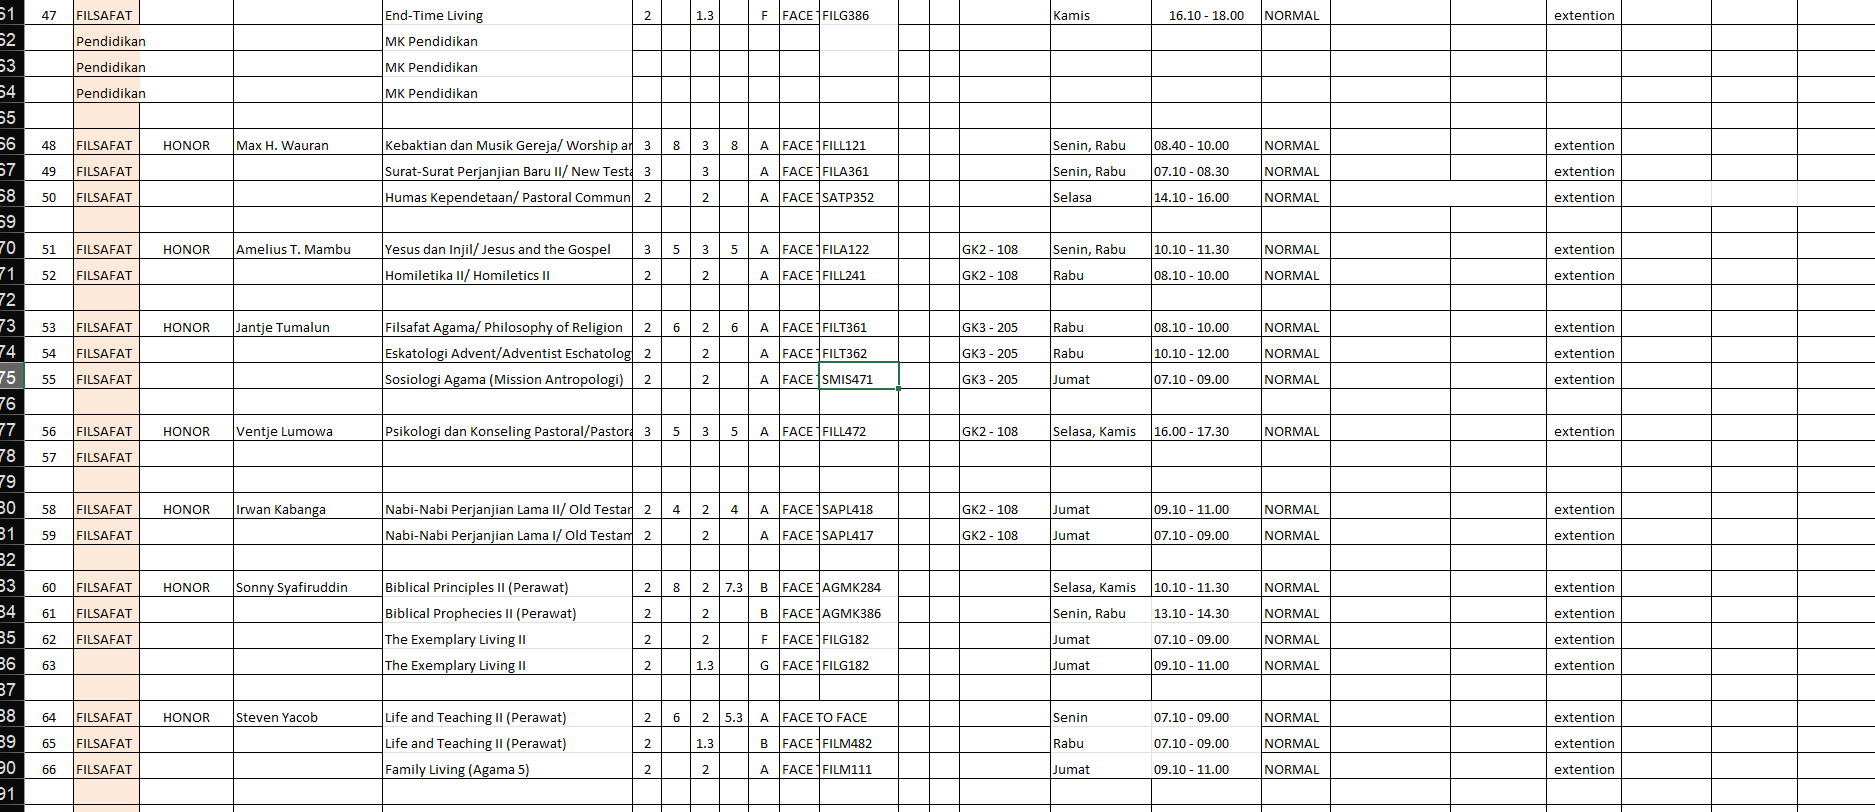 61 47 FILSAFAT End-Time Living 2 1.3 F FACE T FILG386 Kamis 16.10 - 18.00 NORMAL extention
62 Pendidikan MK Pendidikan
63 Pendidikan MK Pendidikan
64 Pendidikan MK Pendidikan
65
66 48 FILSAFAT HONOR Max H. Wauran Kebaktian dan Musik Gereja/ Worship ar 3 8 3 8 A FACE T FILL121 Senin, Rabu 08.40 - 10.00 NORMAL extention
67 49 FILSAFAT Surat-Surat Perjanjian Baru II/ New Testa 3 3 A FACE T FILA361 Senin, Rabu 07.10 - 08.30 NORMAL extention
68 50 FILSAFAT Humas Kependetaan/ Pastoral Commun 2 2 A FACE T SATP352 Selasa 14.10 - 16.00 NORMAL extention
69
70 51 FILSAFAT HONOR Amelius T. Mambu Yesus dan Injil/ Jesus and the Gospel 3 5 3 5 A FACE T FILA122 GK2 - 108 Senin, Rabu 10.10 - 11.30 NORMAL extention
71 52 FILSAFAT Homiletika II/ Homiletics II 2 2 A FACE T FILL241 GK2 - 108 Rabu 08.10 - 10.00 NORMAL extention
72
73 53 FILSAFAT HONOR Jantje Tumalun Filsafat Agama/ Philosophy of Religion 2 6 2 6 A FACE T FILT361 GK3 - 205 Rabu 08.10 - 10.00 NORMAL extention
74 54 FILSAFAT Eskatologi Advent/Adventist Eschatolog 2 2 A FACE T FILT362 GK3 - 205 Rabu 10.10 - 12.00 NORMAL extention
75 55 FILSAFAT Sosiologi Agama (Mission Antropologi) 2 2 A FACE T SMIS471 GK3 - 205 Jumat 07.10 - 09.00 NORMAL extention
76
77 56 FILSAFAT HONOR Ventje Lumowa Psikologi dan Konseling Pastoral/Pastora 3 5 3 5 A FACE T FILL472 GK2 - 108 Selasa, Kamis 16.00 - 17.30 NORMAL extention
78 57 FILSAFAT
79
80 58 FILSAFAT HONOR Irwan Kabanga Nabi-Nabi Perjanjian Lama II/ Old Testar 2 4 2 4 A FACE T SAPL418 GK2 - 108 Jumat 09.10 - 11.00 NORMAL extention
81 59 FILSAFAT Nabi-Nabi Perjanjian Lama I/ Old Testam 2 2 A FACE T SAPL417 GK2 - 108 Jumat 07.10 - 09.00 NORMAL extention
82
83 60 FILSAFAT HONOR Sonny Syafiruddin Biblical Principles II (Perawat) 2 8 2 7.3 B FACE T AGMK284 Selasa, Kamis 10.10 - 11.30 NORMAL extention
84 61 FILSAFAT Biblical Prophecies II (Perawat) 2 2 B FACE T AGMK386 Senin, Rabu 13.10 - 14.30 NORMAL extention
85 62 FILSAFAT The Exemplary Living II 2 2 F FACE T FILG182 Jumat 07.10 - 09.00 NORMAL extention
86 63 The Exemplary Living II 2 1.3 G FACE T FILG182 Jumat 09.10 - 11.00 NORMAL extention
87
88 64 FILSAFAT HONOR Steven Yacob Life and Teaching II (Perawat) 2 6 2 5.3 A FACE TO FACE Senin 07.10 - 09.00 NORMAL extention
89 65 FILSAFAT Life and Teaching II (Perawat) 2 1.3 B FACE T FILM482 Rabu 07.10 - 09.00 NORMAL extention
90 66 FILSAFAT Family Living (Agama 5) 2 2 A FACE T FILM111 Jumat 09.10 - 11.00 NORMAL extention
91